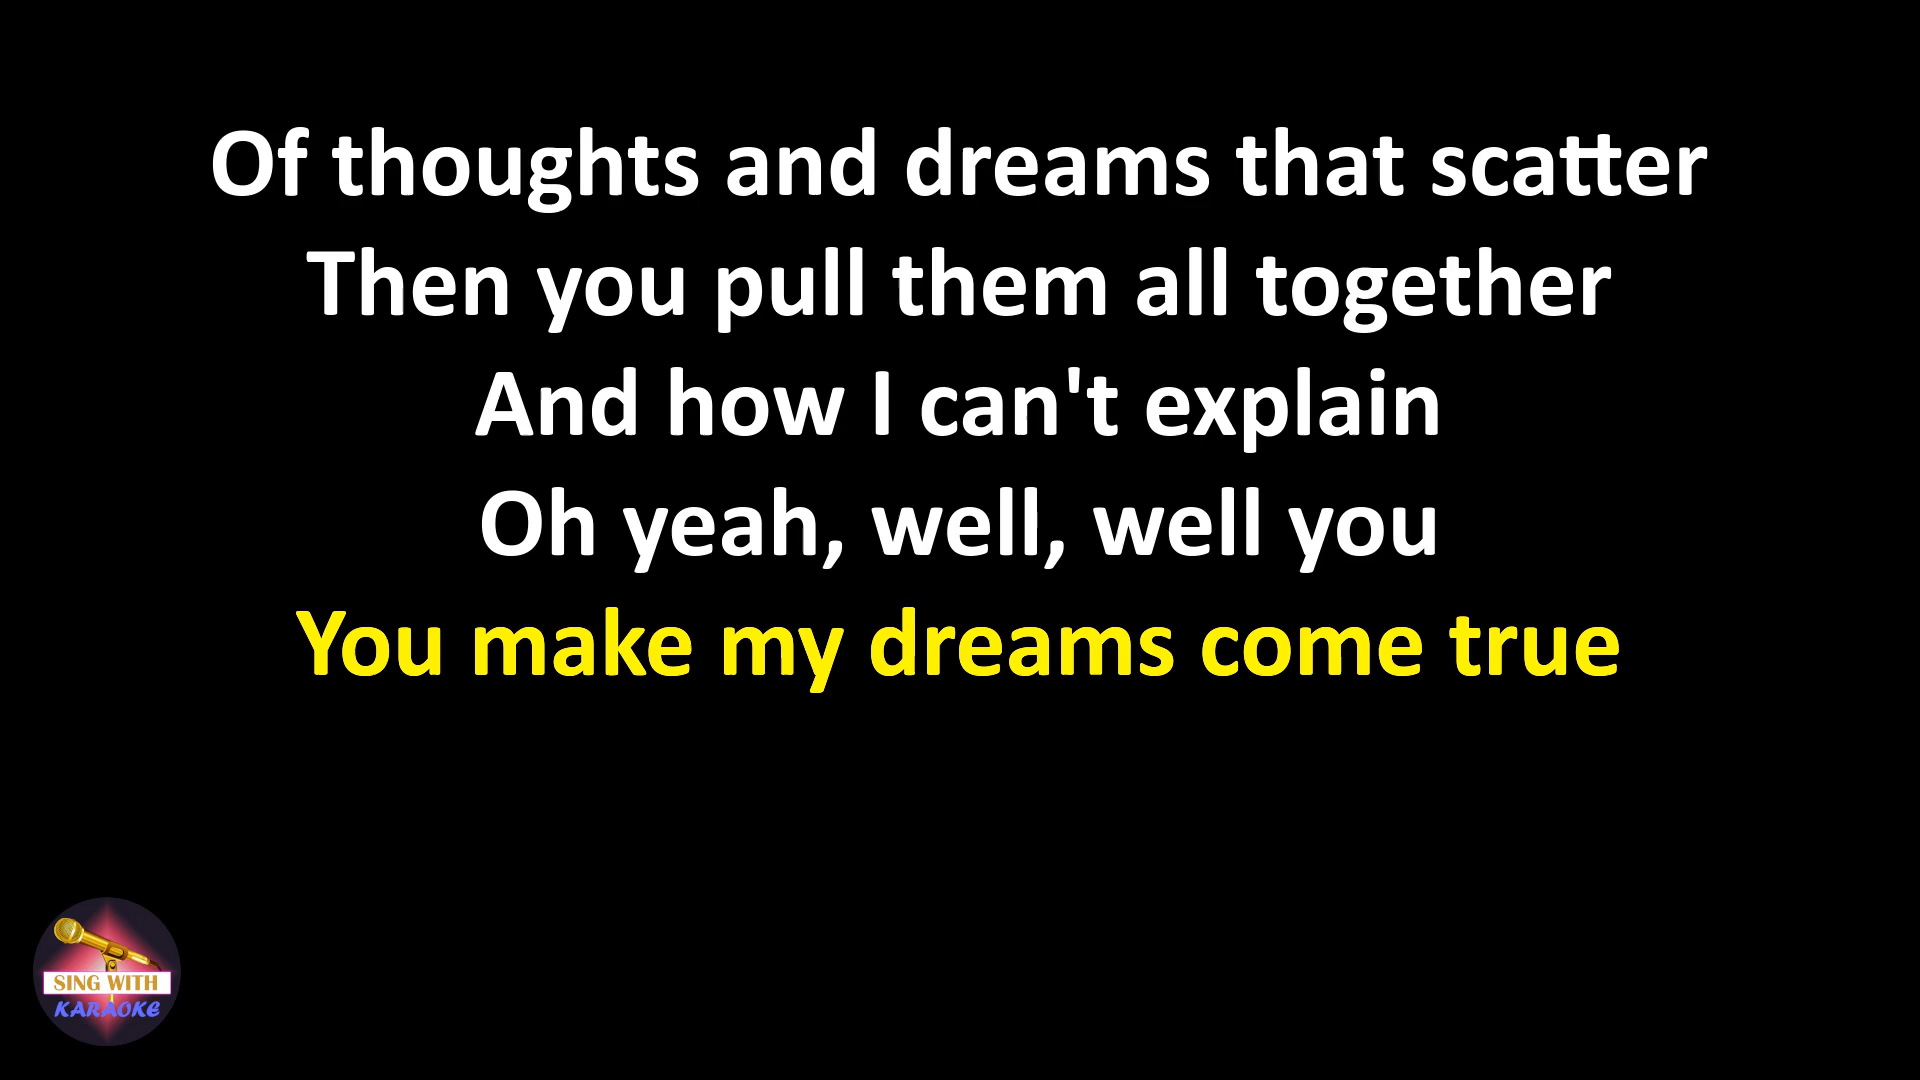 Of thoughts and dreams that scatter
Then you pull them all together
And how I can't explain
Oh yeah, well, well you
You make my dreams come true
SING WITH
KARAOKE